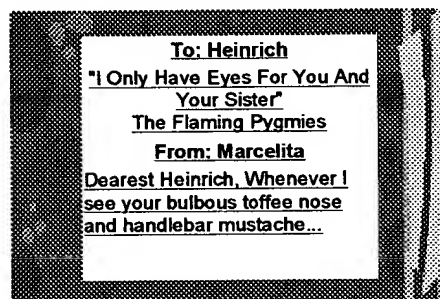 To: Heinrich
"I Only Have Eyes For You And
Your Sister"
The Flaming Pygmies
From: Marcelita
Dearest Heinrich, Whenever I
see your bulbous toffee nose
and handlebar mustache...